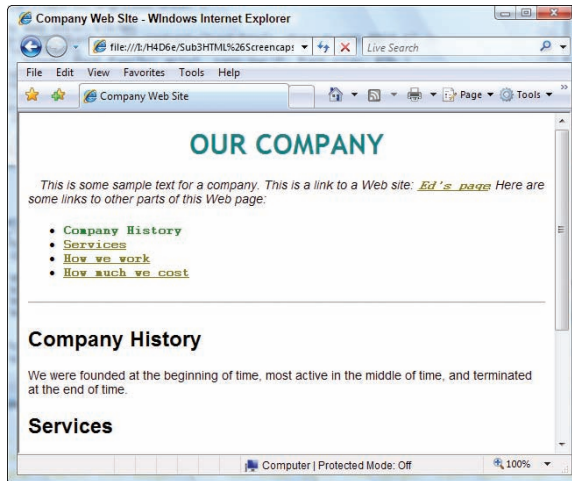 Company Web Site - Windows Internet Explorer
file:///I:/H4D6e/Sub3HTML%26Screencaps
Live Search
File Edit View Favorites Tools Help
Company Web Site
Page Tools
OUR COMPANY
This is some sample text for a company. This is a link to a Web site: Ed's page Here are
some links to other parts of this Web page:
• Company History
• Services
• How we work
• How much we cost
Company History
We were founded at the beginning of time, most active in the middle of time, and terminated
at the end of time.
Services
Computer | Protected Mode: Off
100%